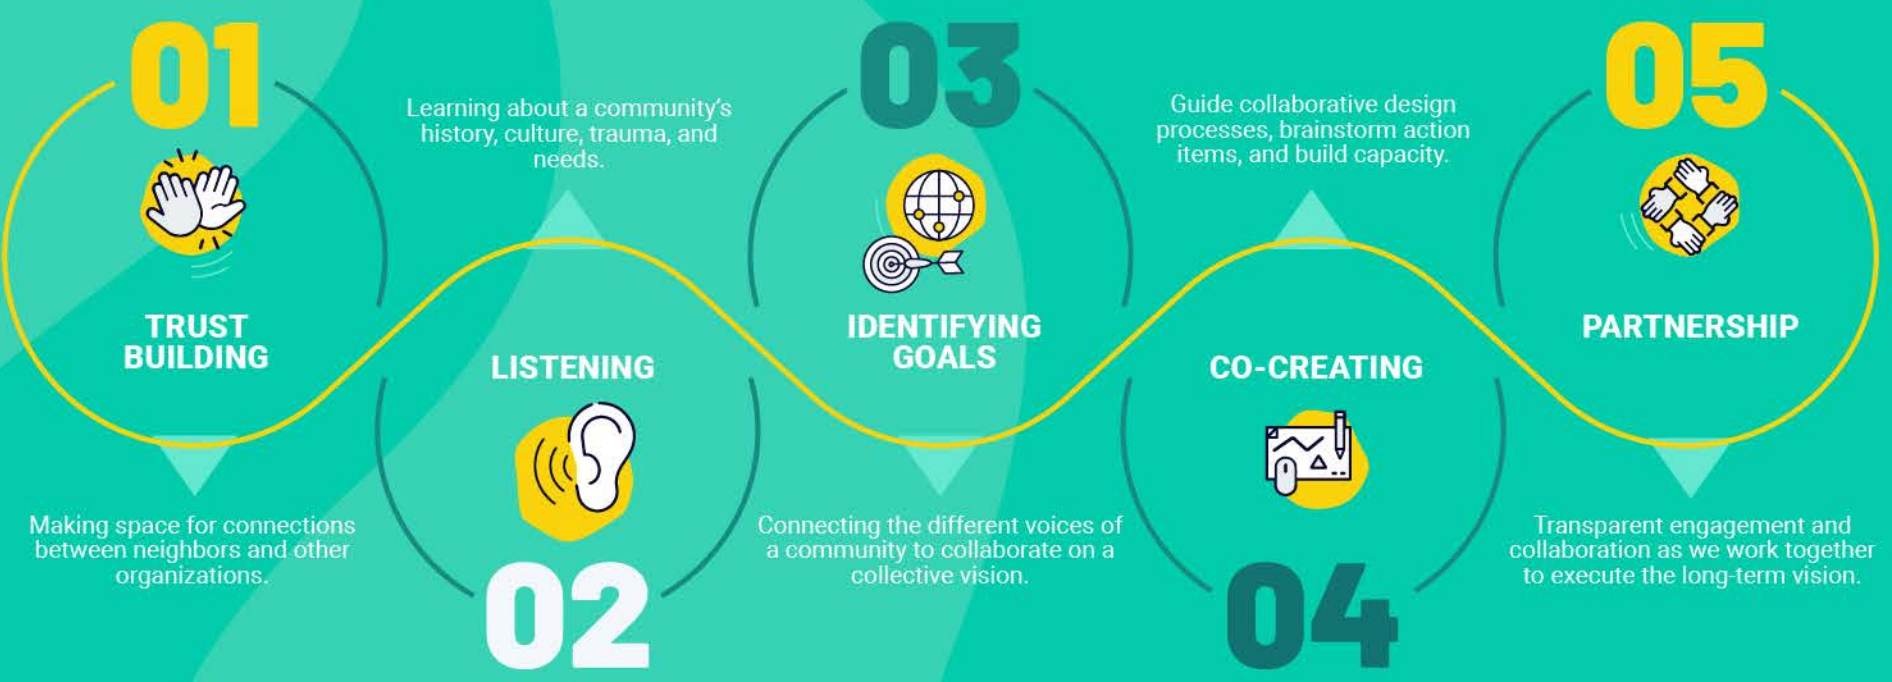 01
TRUST
BUILDING
Making space for connections
between neighbors and other
organizations.
Learning about a community's
history, culture, trauma, and
needs.
LISTENING
02
03
IDENTIFYING
GOALS
Connecting the different voices of
a community to collaborate on a
collective vision.
Guide collaborative design
processes, brainstorm action
items, and build capacity.
CO-CREATING
04
05
PARTNERSHIP
Transparent engagement and
collaboration as we work together
to execute the long-term vision.